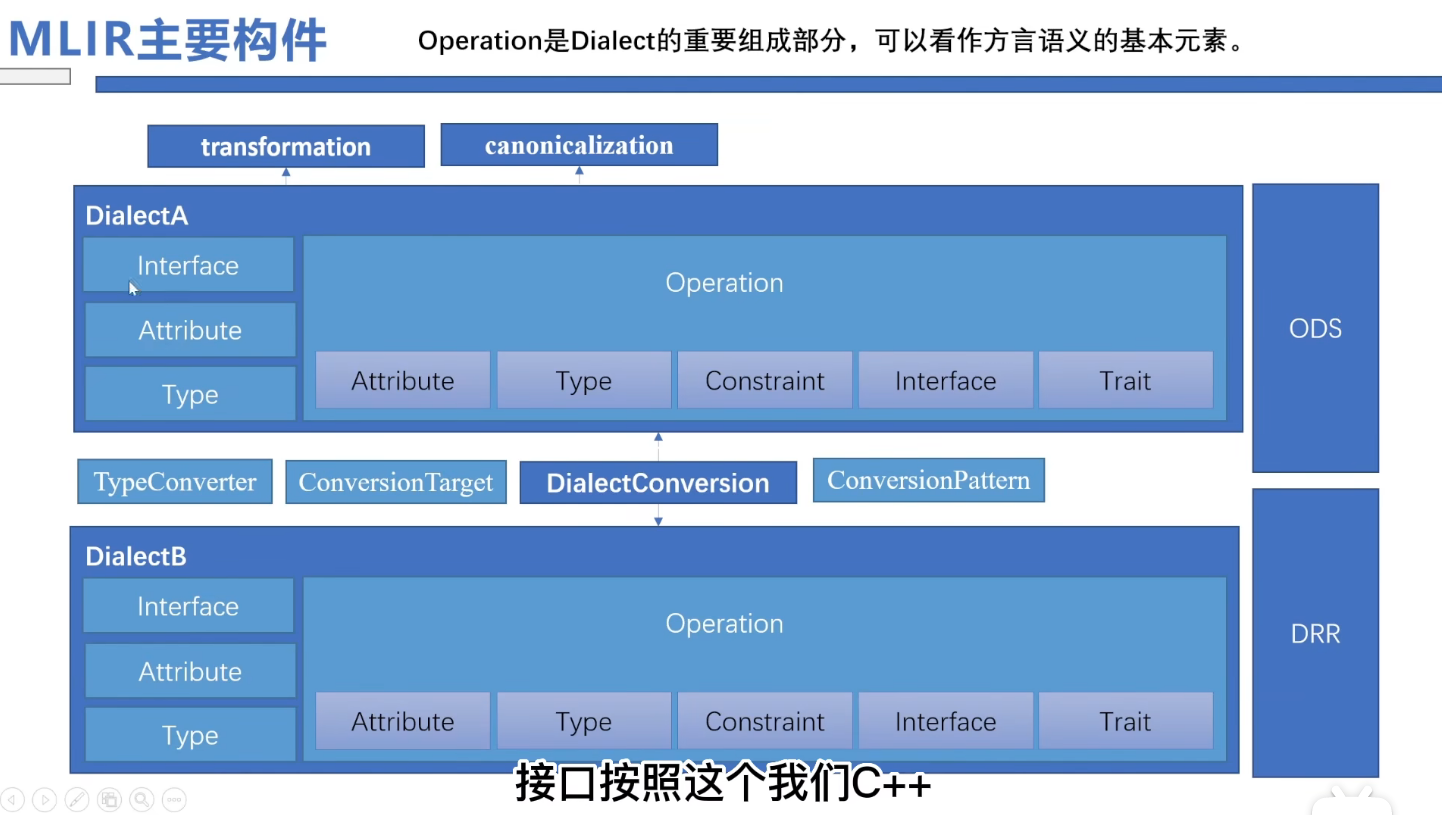 MLIR主要构件
Operation是Dialect的重要组成部分，可以看作方言语义的基本元素。
transformation
canonicalization
DialectA
Interface
Attribute
Type
Operation
Attribute
Type
Constraint
Interface
Trait
ODS
TypeConverter
ConversionTarget
DialectConversion
ConversionPattern
DialectB
Interface
Attribute
Type
Operation
Attribute
Type
Constraint
Interface
Trait
DRR
接口按照这个我们C++